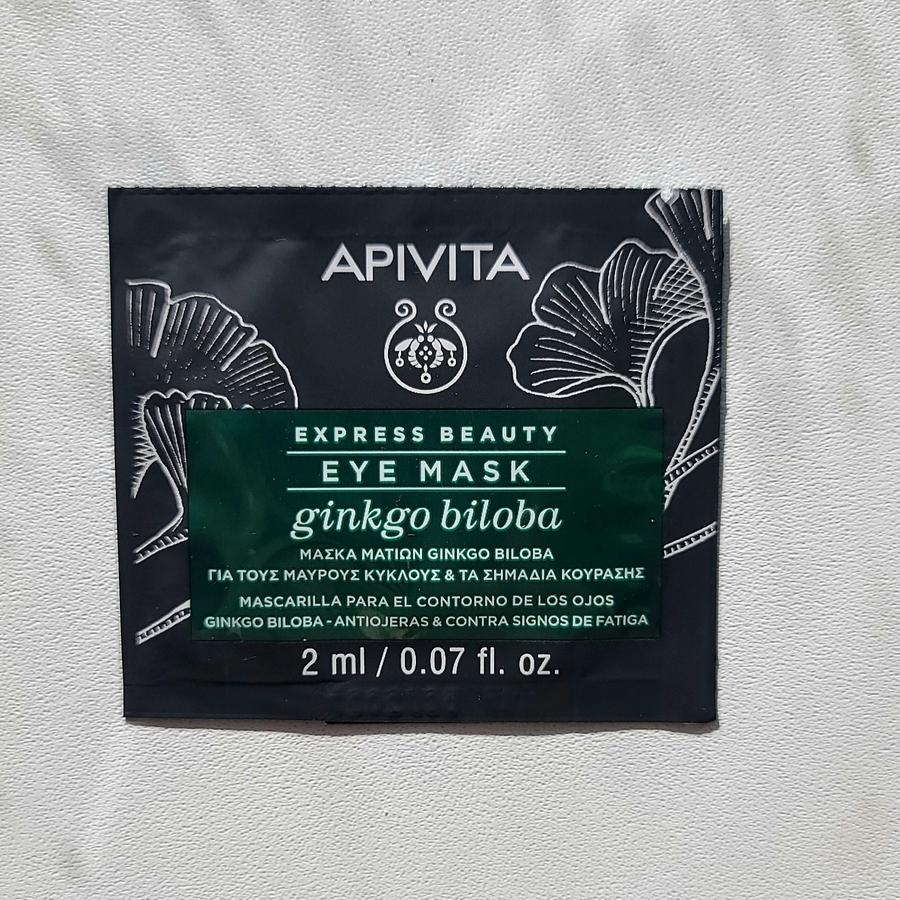 APIVITA
EXPRESS BEAUTY
EYE MASK
ginkgo biloba
ΜΑΣΚΑ ΜΑΤΙΩΝ GINKGO BILOBA
ΓΙΑ ΤΟΥΣ ΜΑΥΡΟΥΣ ΚΥΚΛΟΥΣ & ΤΑ ΣΗΜΑΔΙΑ ΚΟΥΡΑΣΗΣ
MASCARILLA PARA EL CONTORNO DE LOS OJOS
GINKGO BILOBA - ANTIOJERAS & CONTRA SIGNOS DE FATIGA
2 ml / 0.07 fl. oz.